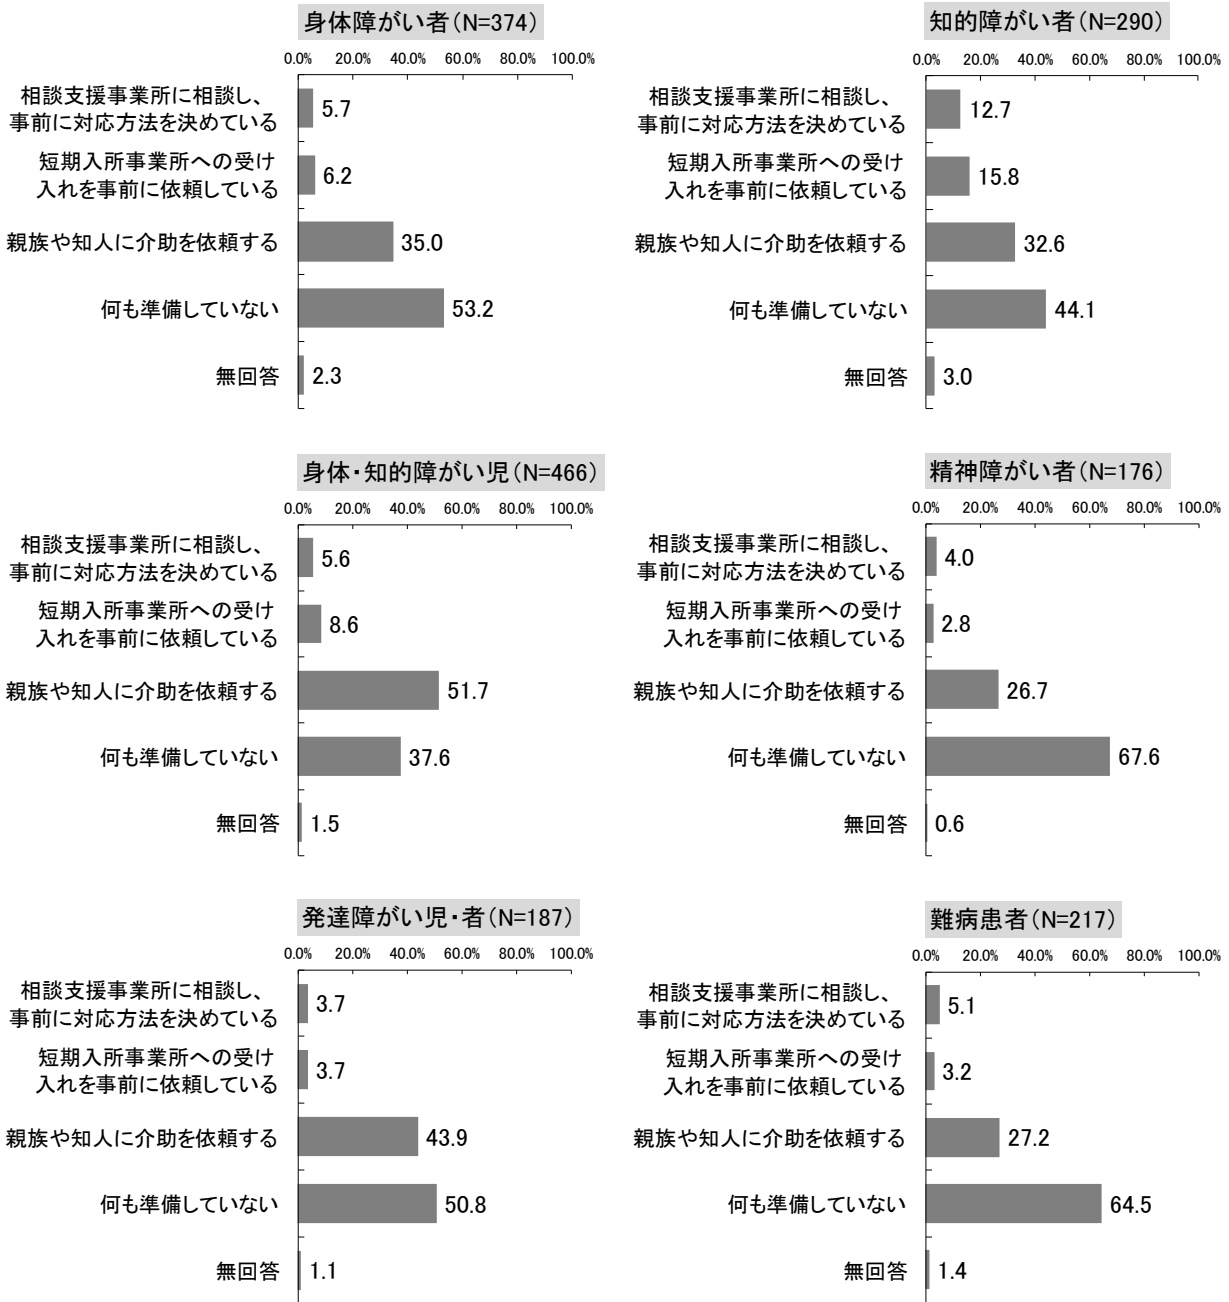 身体障がい者(N=374)
0.0% 20.0% 40.0% 60.0% 80.0% 100.0%
相談支援事業所に相談し、
事前に対応方法を決めている
5.7
短期入所事業所への受け
入れを事前に依頼している
6.2
親族や知人に介助を依頼する
35.0
何も準備していない
53.2
無回答
2.3
知的障がい者(N=290)
0.0% 20.0% 40.0% 60.0% 80.0% 100.0%
相談支援事業所に相談し、
事前に対応方法を決めている
12.7
短期入所事業所への受け
入れを事前に依頼している
15.8
親族や知人に介助を依頼する
32.6
何も準備していない
44.1
無回答
3.0
身体・知的障がい児(N=466)
0.0% 20.0% 40.0% 60.0% 80.0% 100.0%
相談支援事業所に相談し、
事前に対応方法を決めている
5.6
短期入所事業所への受け
入れを事前に依頼している
8.6
親族や知人に介助を依頼する
51.7
何も準備していない
37.6
無回答
1.5
精神障がい者(N=176)
0.0% 20.0% 40.0% 60.0% 80.0% 100.0%
相談支援事業所に相談し、
事前に対応方法を決めている
4.0
短期入所事業所への受け
入れを事前に依頼している
2.8
親族や知人に介助を依頼する
26.7
何も準備していない
67.6
無回答
0.6
発達障がい児・者(N=187)
0.0% 20.0% 40.0% 60.0% 80.0% 100.0%
相談支援事業所に相談し、
事前に対応方法を決めている
3.7
短期入所事業所への受け
入れを事前に依頼している
3.7
親族や知人に介助を依頼する
43.9
何も準備していない
50.8
無回答
1.1
難病患者(N=217)
0.0% 20.0% 40.0% 60.0% 80.0% 100.0%
相談支援事業所に相談し、
事前に対応方法を決めている
5.1
短期入所事業所への受け
入れを事前に依頼している
3.2
親族や知人に介助を依頼する
27.2
何も準備していない
64.5
無回答
1.4